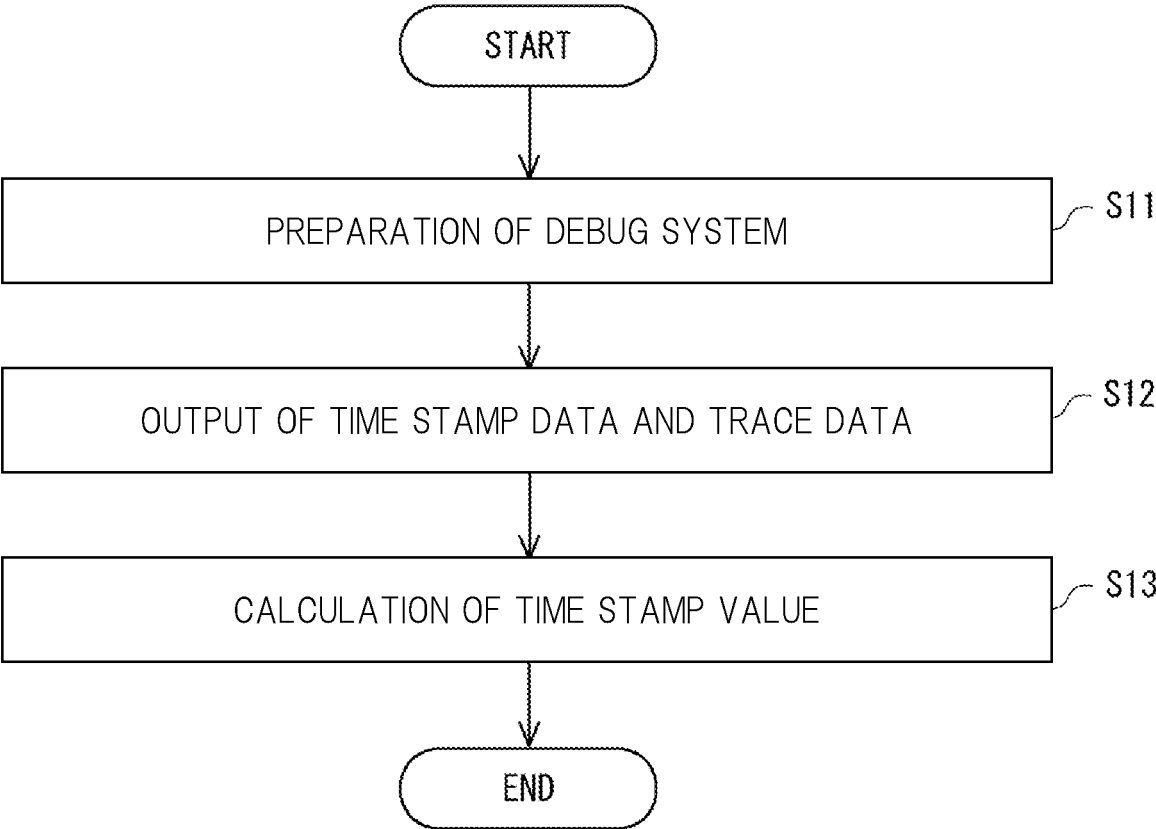 START
PREPARATION OF DEBUG SYSTEM
S11
OUTPUT OF TIME STAMP DATA AND TRACE DATA
S12
CALCULATION OF TIME STAMP VALUE
S13
END